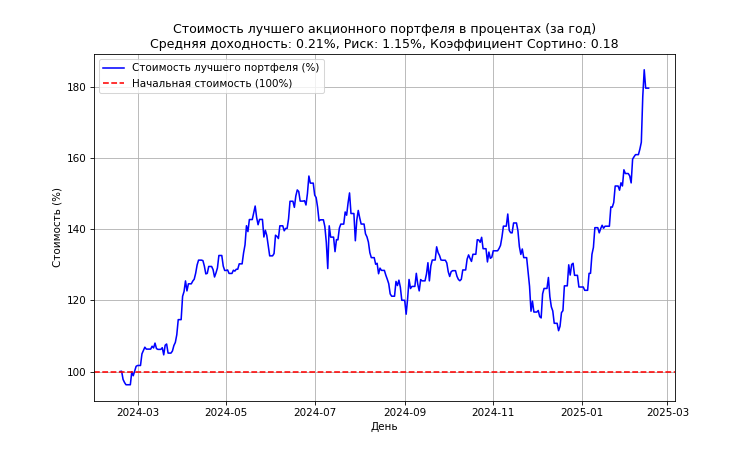 Стоимость лучшего акционного портфеля в процентах (за год)
Средняя доходность: 0.21%, Риск: 1.15%, Коэффициент Сортино: 0.18
Стоимость лучшего портфеля (%)
Начальная стоимость (100%)
Стоимость (%)
180
160
140
120
100
2024-03 2024-05 2024-07 2024-09 2024-11 2025-01 2025-03
День